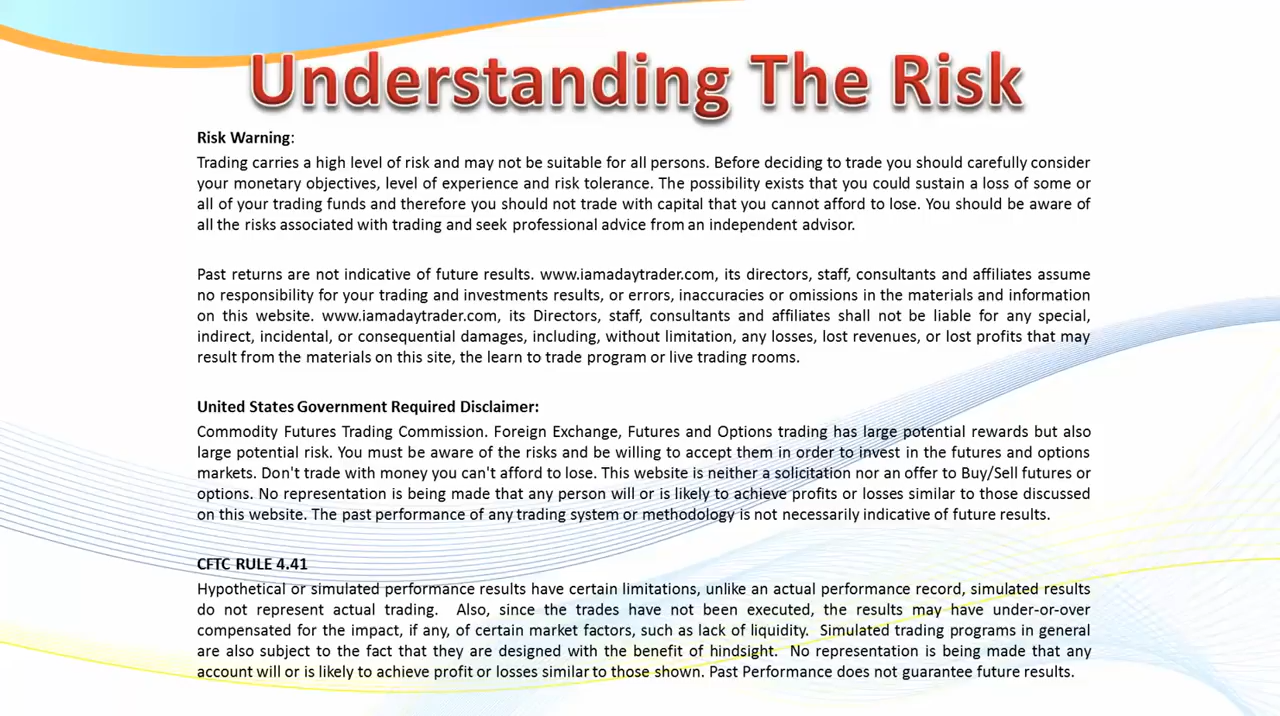 Understanding The Risk
Risk Warning:
Trading carries a high level of risk and may not be suitable for all persons. Before deciding to trade you should carefully consider
your monetary objectives, level of experience and risk tolerance. The possibility exists that you could sustain a loss of some or
all of your trading funds and therefore you should not trade with capital that you cannot afford to lose. You should be aware of
all the risks associated with trading and seek professional advice from an independent advisor.
Past returns are not indicative of future results. www.iamadaytrader.com, its directors, staff, consultants and affiliates assume
no responsibility for your trading and investments results, or errors, inaccuracies or omissions in the materials and information
on this website. www.iamadaytrader.com, its Directors, staff, consultants and affiliates shall not be liable for any special,
indirect, incidental, or consequential damages, including, without limitation, any losses, lost revenues, or lost profits that may
result from the materials on this site, the learn to trade program or live trading rooms.
United States Government Required Disclaimer:
Commodity Futures Trading Commission. Foreign Exchange, Futures and Options trading has large potential rewards but also
large potential risk. You must be aware of the risks and be willing to accept them in order to invest in the futures and options
markets. Don't trade with money you can't afford to lose. This website is neither a solicitation nor an offer to Buy/Sell futures or
options. No representation is being made that any person will or is likely to achieve profits or losses similar to those discussed
on this website. The past performance of any trading system or methodology is not necessarily indicative of future results.
CFTC RULE 4.41
Hypothetical or simulated performance results have certain limitations, unlike an actual performance record, simulated results
do not represent actual trading. Also, since the trades have not been executed, the results may have under-or-over
compensated for the impact, if any, of certain market factors, such as lack of liquidity. Simulated trading programs in general
are also subject to the fact that they are designed with the benefit of hindsight. No representation is being made that any
account will or is likely to achieve profit or losses similar to those shown. Past Performance does not guarantee future results.